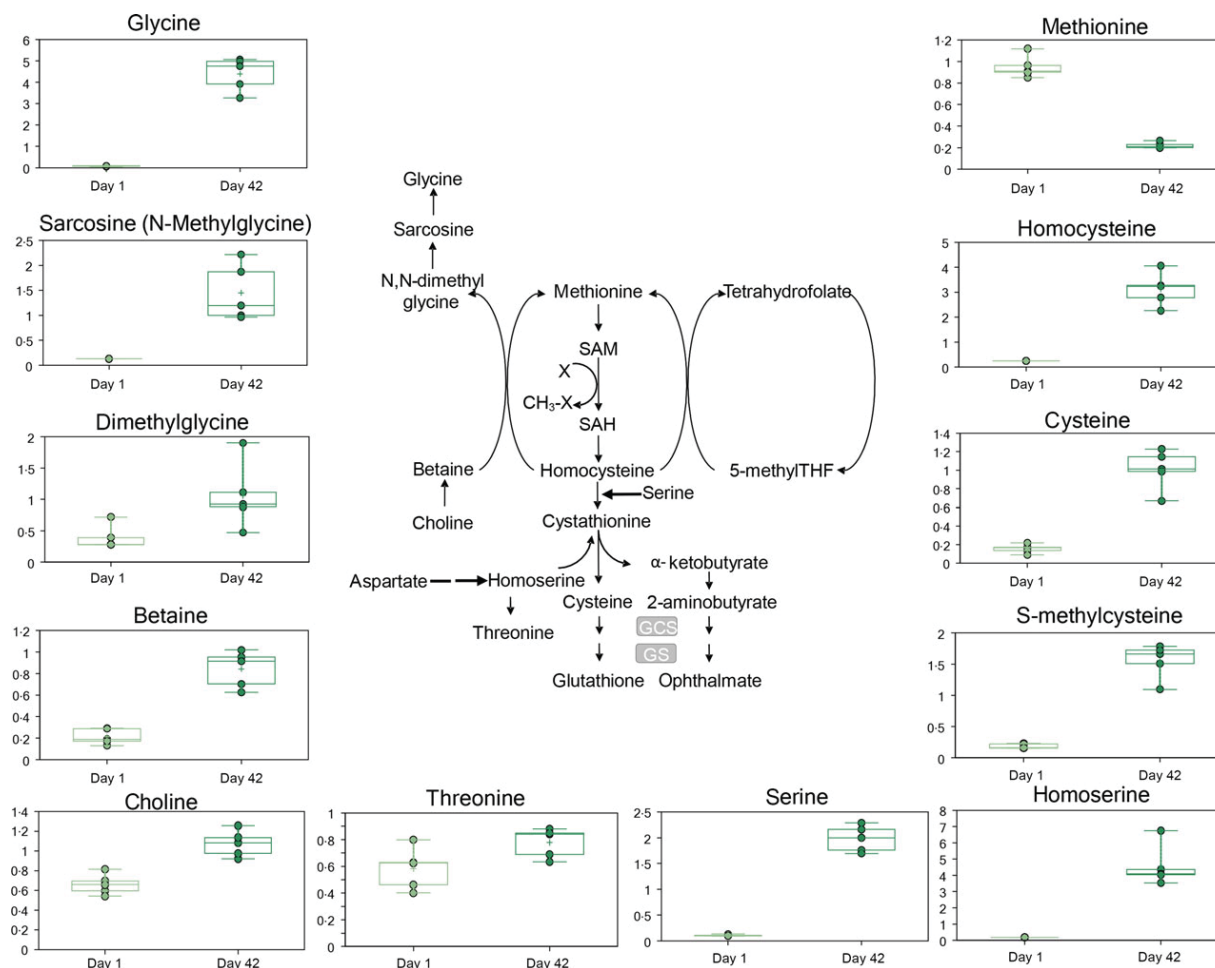 Glycine
6
5
4
3
2
1
0
Day 1 Day 42
Sarcosine (N-Methylglycine)
2·5
2
1·5
1
0·5
0
Day 1 Day 42
Dimethylglycine
2
1·5
1
0·5
0
Day 1 Day 42
Betaine
1·2
1
0·8
0·6
0·4
0·2
0
Day 1 Day 42
Choline
1·4
1·2
1
0·8
0·6
0·4
0·2
0
Day 1 Day 42
Threonine
1
0·8
0·6
0·4
0·2
0
Day 1 Day 42
Serine
2·5
2
1·5
1
0·5
0
Day 1 Day 42
Glycine
Sarcosine
N,N-dimethyl
glycine
Methionine
Tetrahydrofolate
SAM
X
CH₃-X
SAH
Betaine
Homocysteine
5-methylTHF
Serine
Choline
Cystathionine
Aspartate
Homoserine
α- ketobutyrate
Cysteine
2-aminobutyrate
Threonine
GCS
GS
Glutathione
Ophthalmate
Methionine
1·2
1
0·8
0·6
0·4
0·2
0
Day 1 Day 42
Homocysteine
5
4
3
2
1
0
Day 1 Day 42
Cysteine
1·4
1·2
1
0·8
0·6
0·4
0·2
0
Day 1 Day 42
S-methylcysteine
2
1·5
1
0·5
0
Day 1 Day 42
Homoserine
8
7
6
5
4
3
2
1
0
Day 1 Day 42